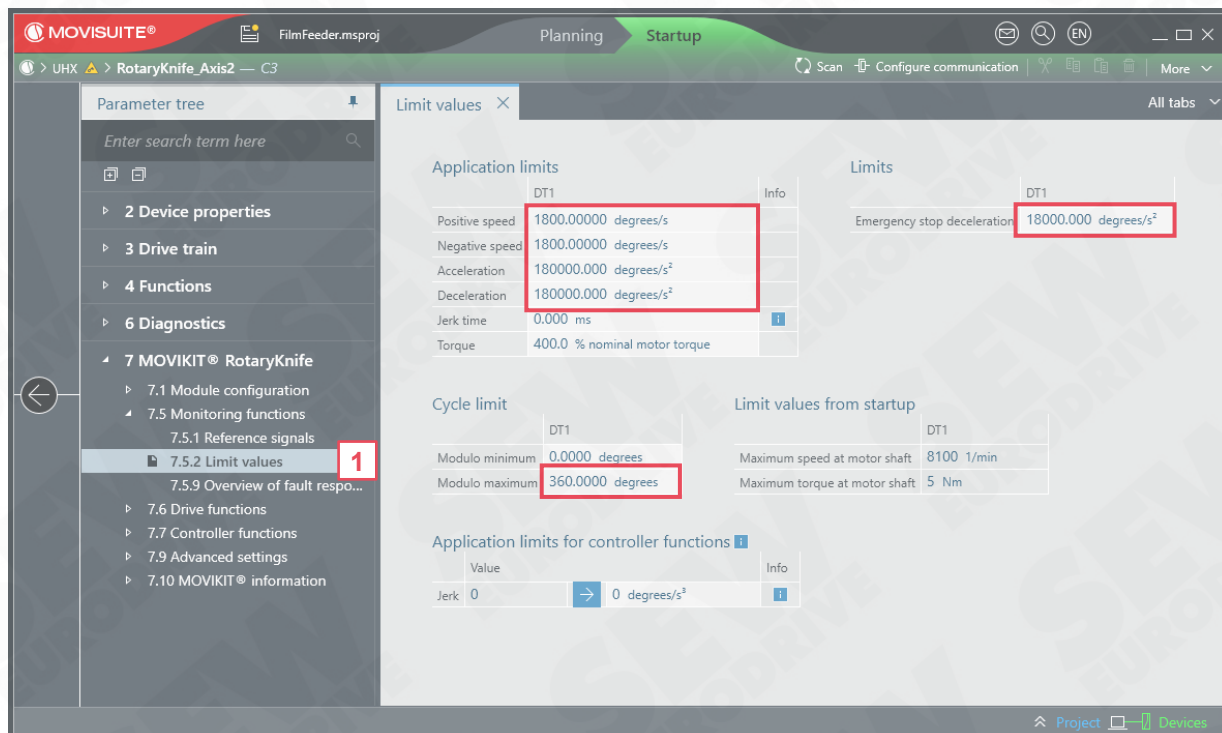 MOVISUITE®
FilmFeeder.msproj
Planning
Startup
EN
> UHX > RotaryKnife_Axis2 — C3
Scan
Configure communication
More
Parameter tree
Limit values
All tabs
Enter search term here
2 Device properties
3 Drive train
4 Functions
6 Diagnostics
7 MOVIKIT® RotaryKnife
7.1 Module configuration
7.5 Monitoring functions
7.5.1 Reference signals
7.5.2 Limit values
1
7.5.9 Overview of fault respo...
7.6 Drive functions
7.7 Controller functions
7.9 Advanced settings
7.10 MOVIKIT® information
Application limits
DT1 Info
Positive speed 1800.00000 degrees/s
Negative speed 1800.00000 degrees/s
Acceleration 180000.000 degrees/s²
Deceleration 180000.000 degrees/s²
Jerk time 0.000 ms
Torque 400.0 % nominal motor torque
Limits
DT1
Emergency stop deceleration 18000.000 degrees/s²
Cycle limit
DT1
Modulo minimum 0.0000 degrees
Modulo maximum 360.0000 degrees
Limit values from startup
DT1
Maximum speed at motor shaft 8100 1/min
Maximum torque at motor shaft 5 Nm
Application limits for controller functions
Value Info
Jerk 0 0 degrees/s³
Project
Devices
SEW
EURODRIVE